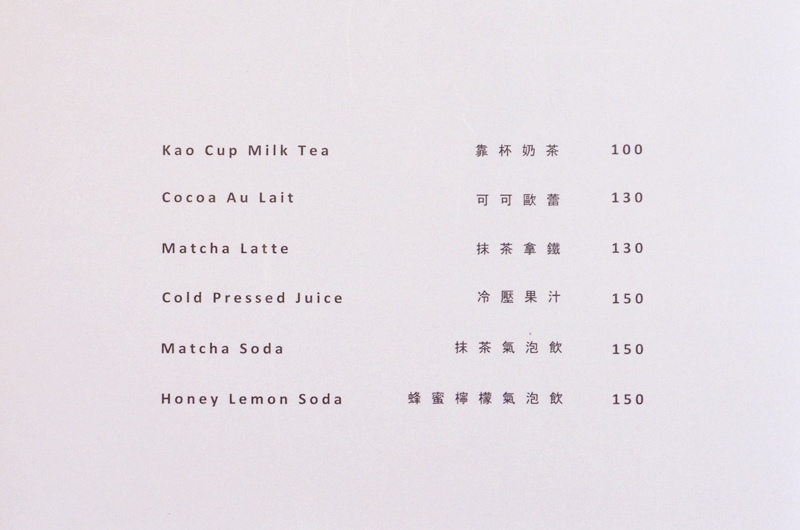 Kao Cup Milk Tea 靠杯奶茶 100
Cocoa Au Lait 可可歐蕾 130
Matcha Latte 抹茶拿鐵 130
Cold Pressed Juice 冷壓果汁 150
Matcha Soda 抹茶氣泡飲 150
Honey Lemon Soda 蜂蜜檸檬氣泡飲 150